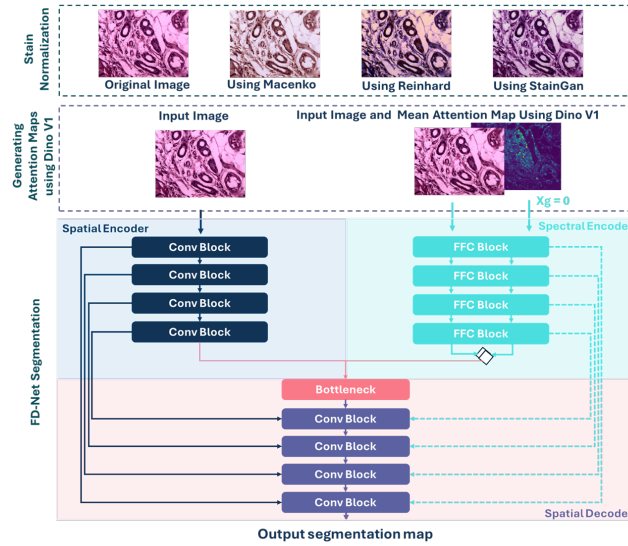 Stain
Normalization
Original Image
Using Macenko
Using Reinhard
Using StainGan
Generating
Attention Maps
using Dino V1
Input Image
Input Image and Mean Attention Map Using Dino V1
Xg = 0
FD-Net Segmentation
Spatial Encoder
Spectral Encode
Conv Block
FFC Block
Conv Block
FFC Block
Conv Block
FFC Block
Conv Block
FFC Block
Bottleneck
Conv Block
Conv Block
Conv Block
Conv Block
Spatial Decode
Output segmentation map